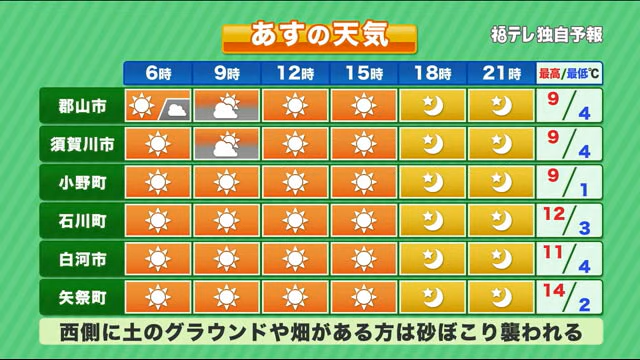 あすの天気
福テレ独自予報
6時 9時 12時 15時 18時 21時 最高/最低℃
郡山市 9/4
須賀川市 9/4
小野町 9/1
石川町 12/3
白河市 11/4
矢祭町 14/2
西側に土のグラウンドや畑がある方は砂ぼこり襲われる